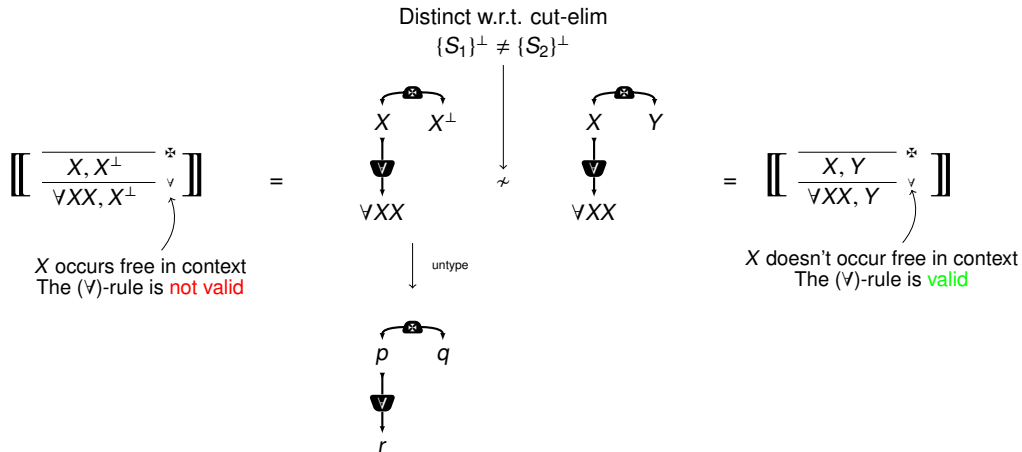 Distinct w.r.t. cut-elim
{S₁}⊥ ≠ {S₂}⊥
✠ ✠
X X⊥ X Y
⟦ X, X⊥ ✠ ⟧ = ∀ ≁ ∀ = ⟦ X, Y ✠ ⟧
∀XX, X⊥ ∀ ∀XX, Y ∀
∀XX ∀XX
X occurs free in context
The (∀)-rule is not valid
X doesn't occur free in context
The (∀)-rule is valid
untype
✠
p q
∀
r